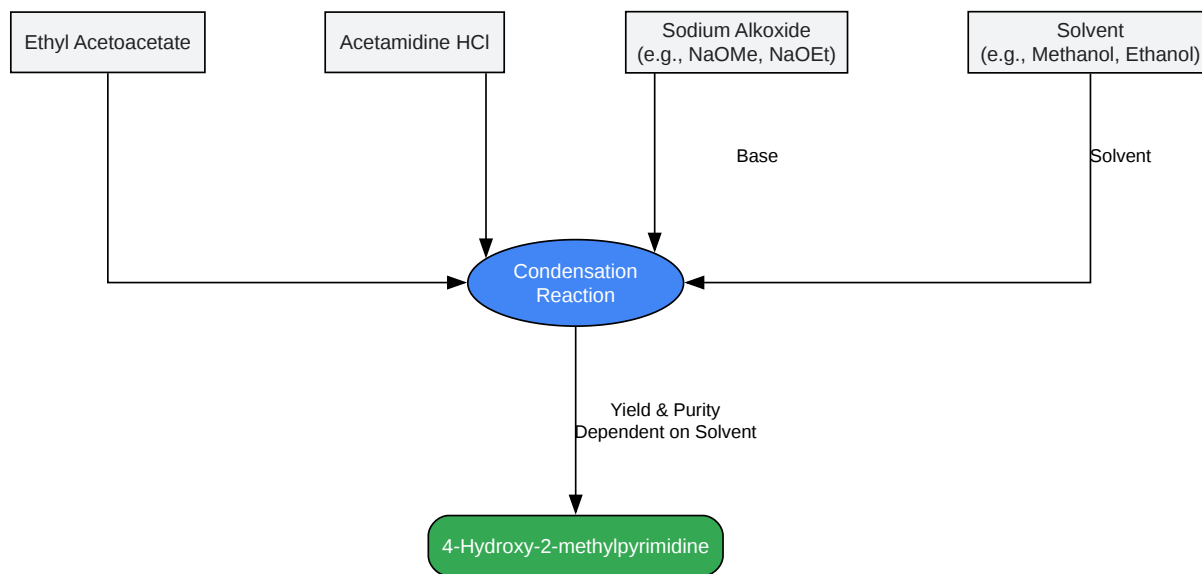 Ethyl Acetoacetate
Acetamidine HCl
Sodium Alkoxide
(e.g., NaOMe, NaOEt)
Solvent
(e.g., Methanol, Ethanol)
Base
Solvent
Condensation
Reaction
Yield & Purity
Dependent on Solvent
4-Hydroxy-2-methylpyrimidine